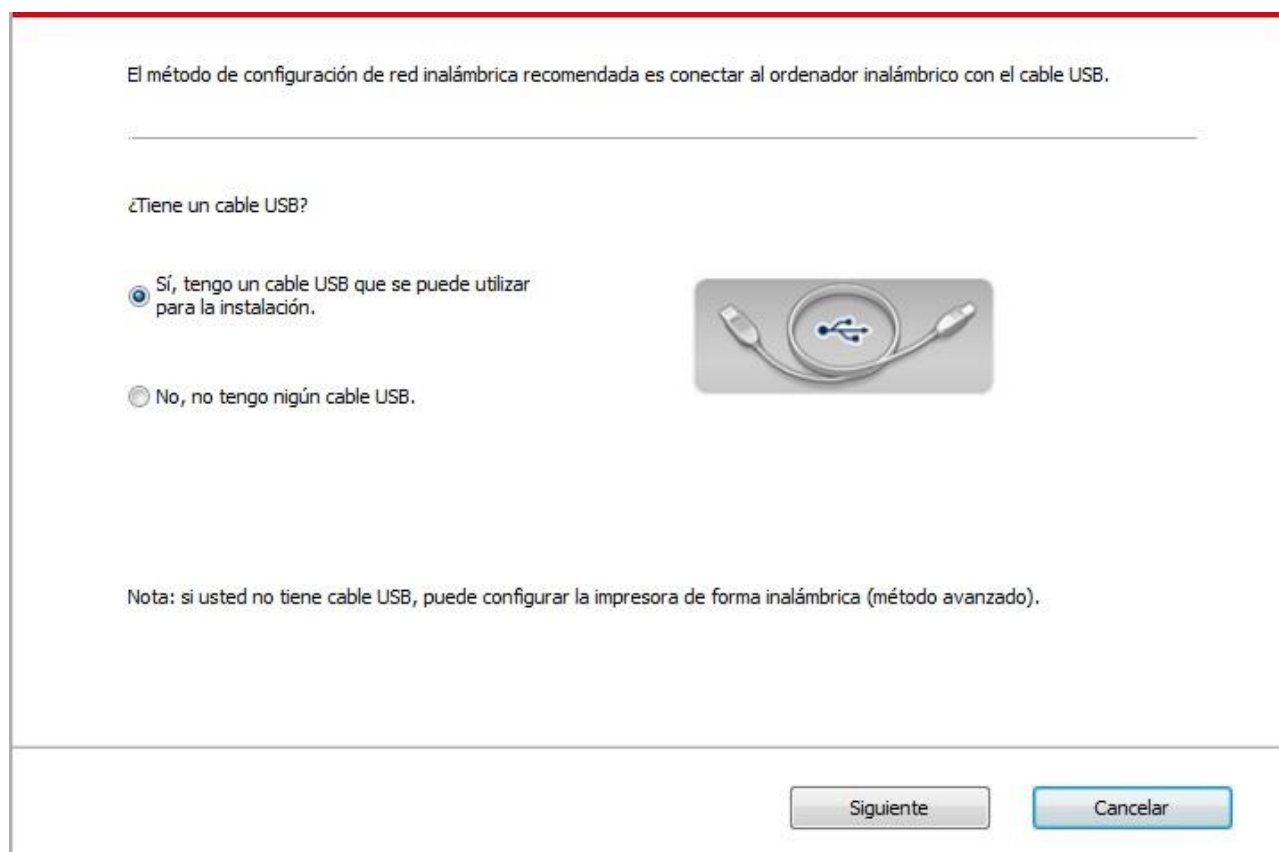 El método de configuración de red inalámbrica recomendada es conectar al ordenador inalámbrico con el cable USB.
¿Tiene un cable USB?
Sí, tengo un cable USB que se puede utilizar
para la instalación.
No, no tengo nigún cable USB.
Nota: si usted no tiene cable USB, puede configurar la impresora de forma inalámbrica (método avanzado).
Siguiente
Cancelar